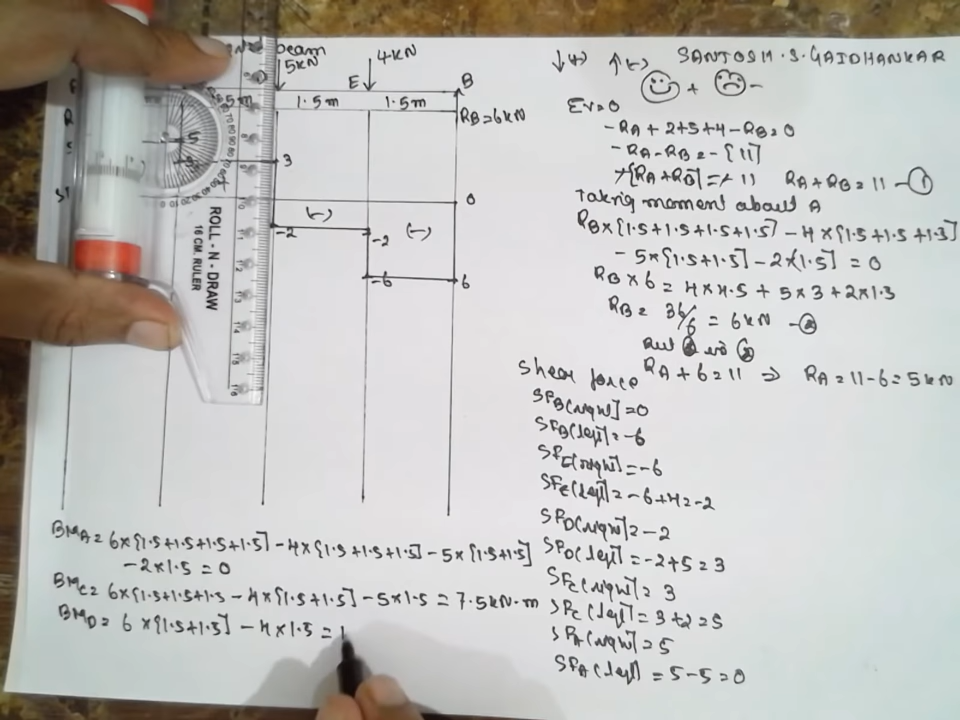 beam
5kN
4kN
E
B
1.5m
1.5m
RB=6kN
5
3
0
(-)
(-)
-2
-2
-6
6
ROLL-N-DRAW
16 CM. RULER
↓(+) ↑(-)
SANTOSH.S.GAIDHANKAR
+ -
Σv=0
-RA+2+5+4-RB=0
-RA-RB=-[11]
-[RA+RB]=-11 RA+RB=11 -①
Taking moment about A
RB×[1.5+1.5+1.5+1.5] -4×[1.5+1.5+1.5]
-5×[1.5+1.5] -2×[1.5] =0
RB×6=4×4.5+5×3+2×1.5
RB= 36/6 =6kN -②
RA+6=11 ⇒ RA=11-6=5kN
Shear force
SFB[right]=0
SFB[left]=-6
SFE[right]=-6
SFE[left]=-6+4=-2
SFD[right]=-2
SFD[left]=-2+5=3
SFC[right]=3
SFC[left]=3+2=5
SFA[right]=5
SFA[left]=5-5=0
BMA=6×[1.5+1.5+1.5+1.5]-4×[1.5+1.5+1.5]-5×[1.5+1.5]
-2×1.5=0
BMC=6×[1.5+1.5+1.5-4×[1.5+1.5]-5×1.5=7.5kN.m
BMD=6×[1.5+1.5]-4×1.5=1